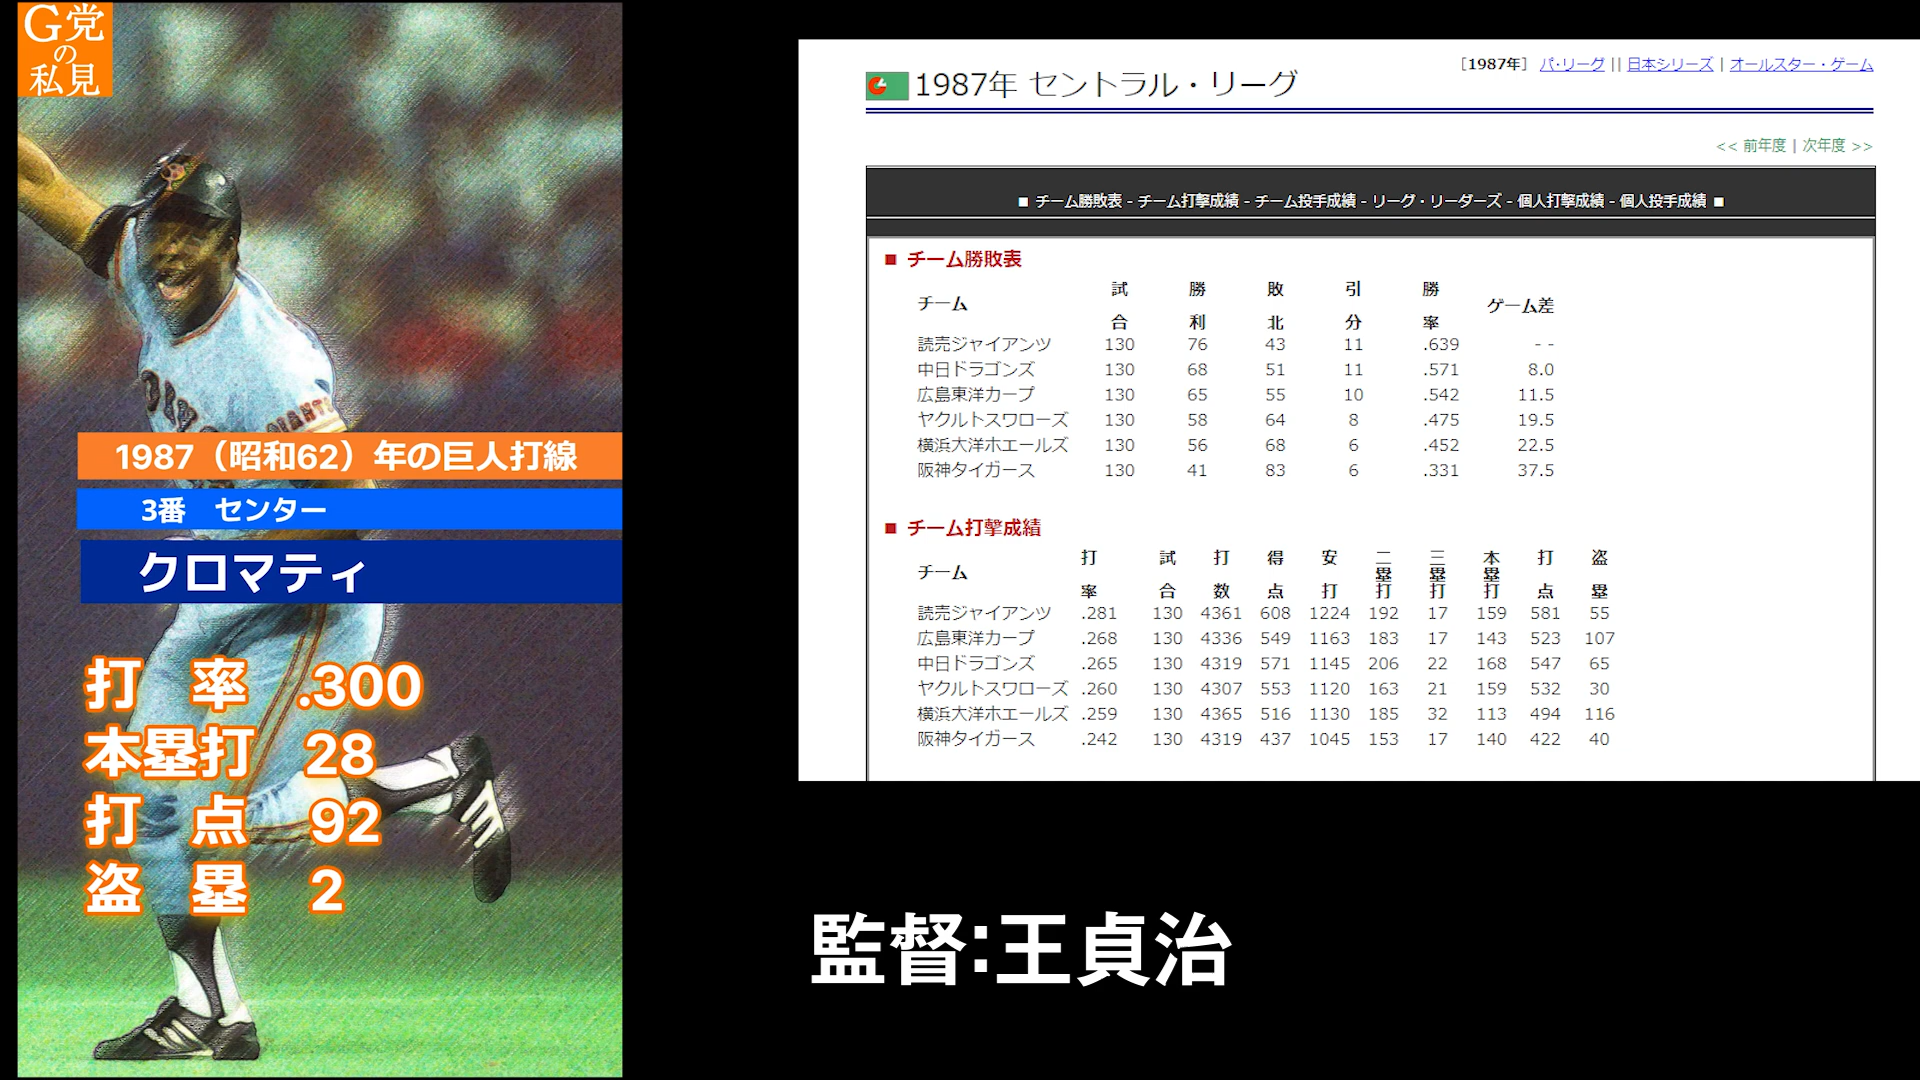 G党
の
私見
1987（昭和62）年の巨人打線
3番　センター
クロマティ
打　率　.300
本塁打　28
打　点　92
盗　塁　2
[1987年] パ・リーグ || 日本シリーズ | オールスター・ゲーム
1987年 セントラル・リーグ
<< 前年度 | 次年度 >>
■ チーム勝敗表 - チーム打撃成績 - チーム投手成績 - リーグ・リーダーズ - 個人打撃成績 - 個人投手成績 ■
■ チーム勝敗表
チーム 試合 勝利 敗北 引分 勝率 ゲーム差
読売ジャイアンツ 130 76 43 11 .639 - -
中日ドラゴンズ 130 68 51 11 .571 8.0
広島東洋カープ 130 65 55 10 .542 11.5
ヤクルトスワローズ 130 58 64 8 .475 19.5
横浜大洋ホエールズ 130 56 68 6 .452 22.5
阪神タイガース 130 41 83 6 .331 37.5
■ チーム打撃成績
チーム 打率 試合 打数 得点 安打 二塁打 三塁打 本塁打 打点 盗塁
読売ジャイアンツ .281 130 4361 608 1224 192 17 159 581 55
広島東洋カープ .268 130 4336 549 1163 183 17 143 523 107
中日ドラゴンズ .265 130 4319 571 1145 206 22 168 547 65
ヤクルトスワローズ .260 130 4307 553 1120 163 21 159 532 30
横浜大洋ホエールズ .259 130 4365 516 1130 185 32 113 494 116
阪神タイガース .242 130 4319 437 1045 153 17 140 422 40
監督:王貞治